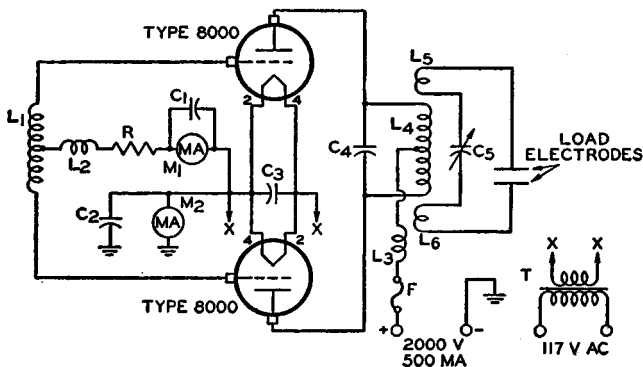 TYPE 8000
2 4
L1
L2
R
C1
MA
M1
C2
MA
M2
C3
X X
4 2
TYPE 8000
C4
L4
L5
C5
L6
L3
F
LOAD
ELECTRODES
+ -
2000 V
500 MA
X X
T
117 V AC